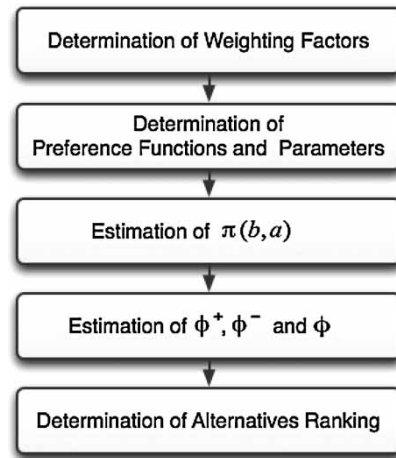 Determination of Weighting Factors
Determination of
Preference Functions and Parameters
Estimation of π(b,a)
Estimation of ϕ⁺, ϕ⁻ and ϕ
Determination of Alternatives Ranking